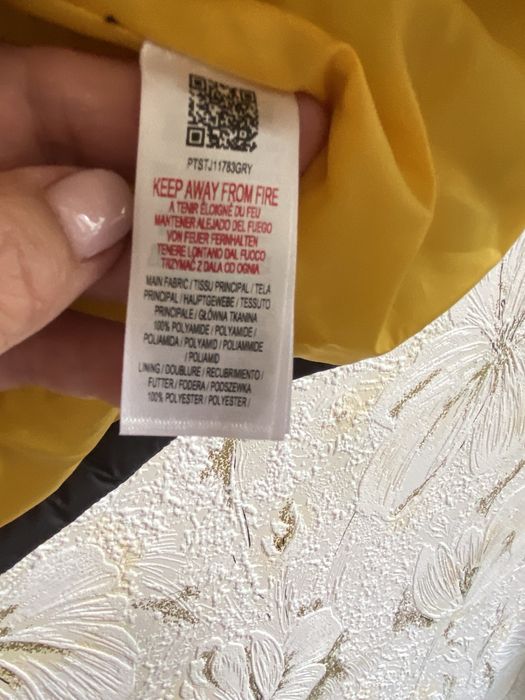 PTSTJ11783GRY
KEEP AWAY FROM FIRE
A TENIR ÉLOIGNÉ DU FEU
MANTENER ALEJADO DEL FUEGO
VON FEUER FERNHALTEN
TENERE LONTANO DAL FUOCO
TRZYMAĆ Z DALA OD OGNIA
MAIN FABRIC / TISSU PRINCIPAL / TELA
PRINCIPAL / HAUPTGEWEBE / TESSUTO
PRINCIPALE / GŁÓWNA TKANINA
100% POLYAMIDE / POLYAMIDE /
POLIAMIDA / POLYAMID / POLIAMMIDE
/ POLIAMID
LINING / DOUBLURE / RECUBRIMIENTO /
FUTTER / FODERA / PODSZEWKA
100% POLYESTER / POLYESTER /